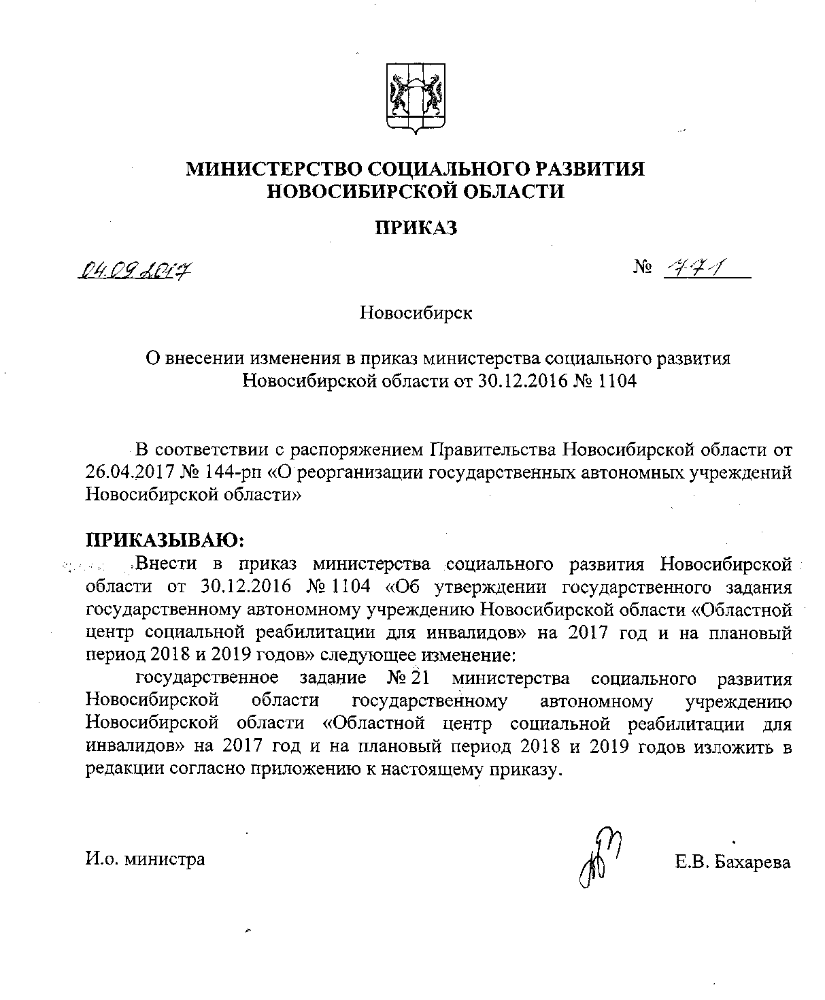 МИНИСТЕРСТВО СОЦИАЛЬНОГО РАЗВИТИЯ
НОВОСИБИРСКОЙ ОБЛАСТИ
ПРИКАЗ
04.09.2017 № 771
Новосибирск
О внесении изменения в приказ министерства социального развития
Новосибирской области от 30.12.2016 № 1104
В соответствии с распоряжением Правительства Новосибирской области от
26.04.2017 № 144-рп «О реорганизации государственных автономных учреждений
Новосибирской области»
ПРИКАЗЫВАЮ:
Внести в приказ министерства социального развития Новосибирской
области от 30.12.2016 № 1104 «Об утверждении государственного задания
государственному автономному учреждению Новосибирской области «Областной
центр социальной реабилитации для инвалидов» на 2017 год и на плановый
период 2018 и 2019 годов» следующее изменение:
государственное задание № 21 министерства социального развития
Новосибирской области государственному автономному учреждению
Новосибирской области «Областной центр социальной реабилитации для
инвалидов» на 2017 год и на плановый период 2018 и 2019 годов изложить в
редакции согласно приложению к настоящему приказу.
И.о. министра Е.В. Бахарева